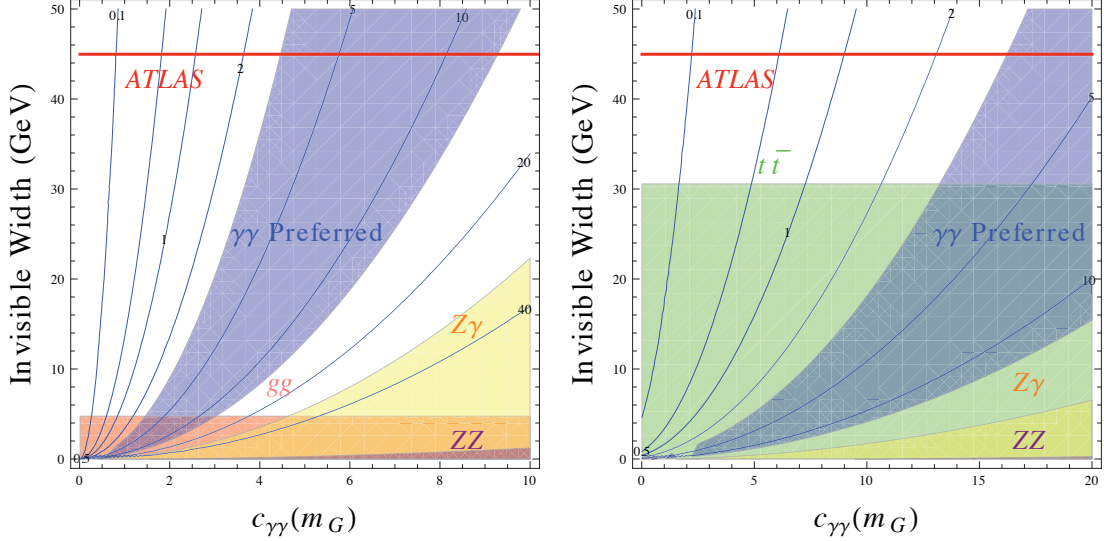 50
40
30
20
10
0
Invisible Width (GeV)
0.1
5
10
ATLAS
2
20
1
γγ Preferred
Zγ
40
gg
ZZ
0.5
0 2 4 6 8 10
c_γγ(m_G)
50
40
30
20
10
0
Invisible Width (GeV)
0.1
2
ATLAS
5
t t̄
1
γγ Preferred
10
Zγ
ZZ
0.5
0 5 10 15 20
c_γγ(m_G)